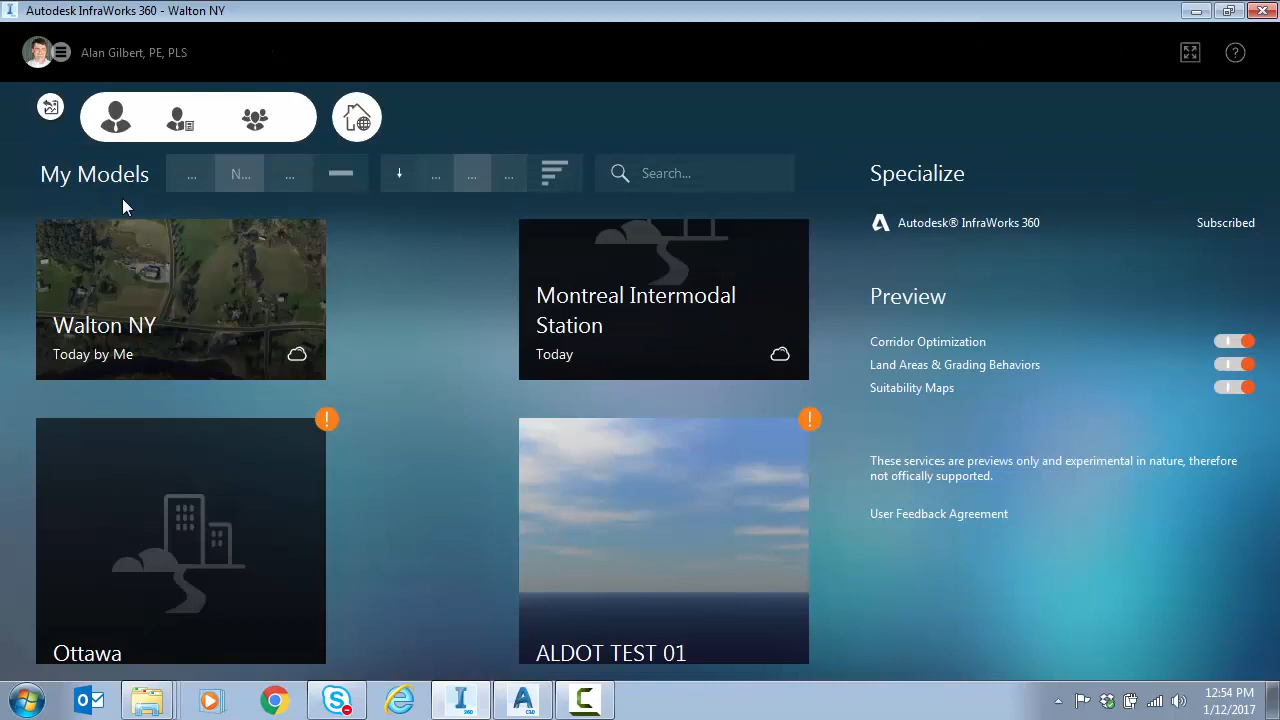 Autodesk InfraWorks 360 - Walton NY
Alan Gilbert, PE, PLS
My Models
...
N...
...
...
...
...
Search...
Walton NY
Today by Me
Montreal Intermodal
Station
Today
Ottawa
ALDOT TEST 01
Specialize
Autodesk® InfraWorks 360 Subscribed
Preview
Corridor Optimization
Land Areas & Grading Behaviors
Suitability Maps
These services are previews only and experimental in nature, therefore
not offically supported.
User Feedback Agreement
12:54 PM
1/12/2017